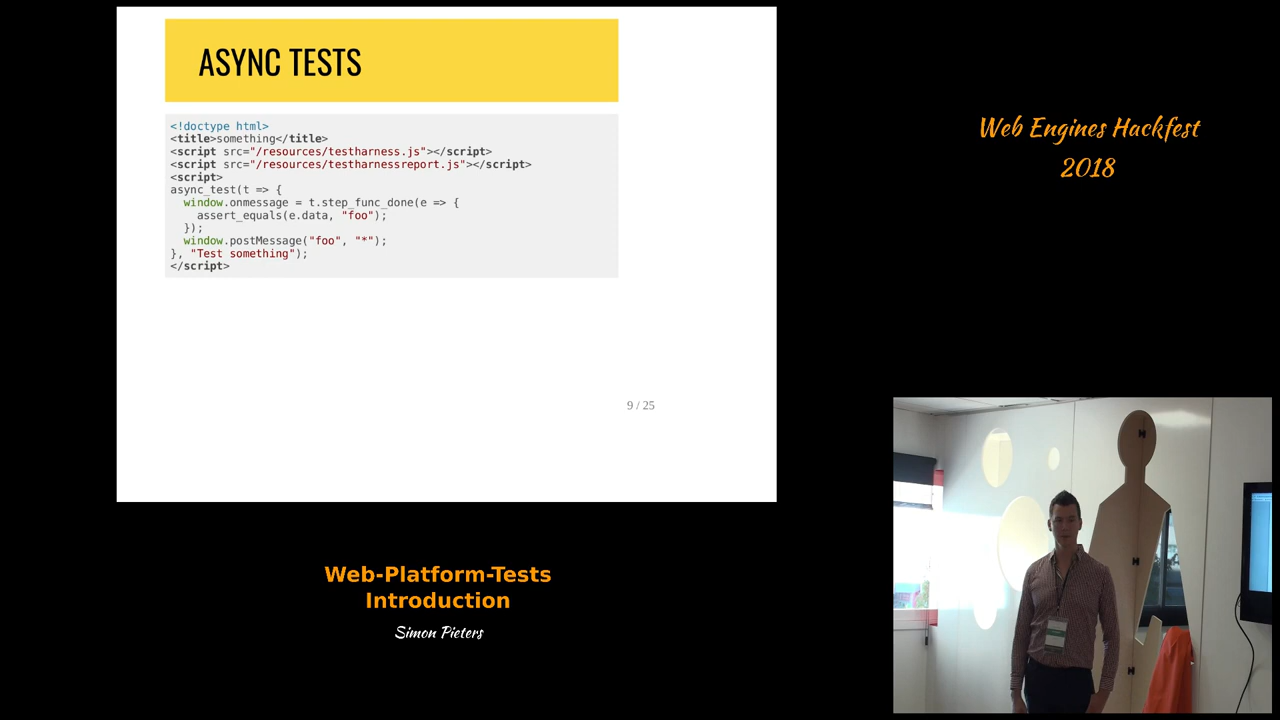 ASYNC TESTS
<!doctype html>
<title>something</title>
<script src="/resources/testharness.js"></script>
<script src="/resources/testharnessreport.js"></script>
<script>
async_test(t => {
  window.onmessage = t.step_func_done(e => {
    assert_equals(e.data, "foo");
  });
  window.postMessage("foo", "*");
}, "Test something");
</script>
9 / 25
Web Engines Hackfest
2018
Web-Platform-Tests
Introduction
Simon Pieters